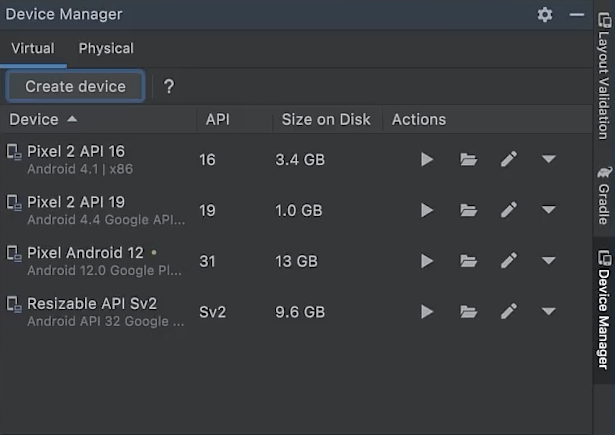 Device Manager
Virtual Physical
Create device ?
Device API Size on Disk Actions
Pixel 2 API 16
Android 4.1 | x86
16 3.4 GB
Pixel 2 API 19
Android 4.4 Google API...
19 1.0 GB
Pixel Android 12
Android 12.0 Google Pl...
31 13 GB
Resizable API Sv2
Android API 32 Google ...
Sv2 9.6 GB
Layout Validation
Gradle
Device Manager